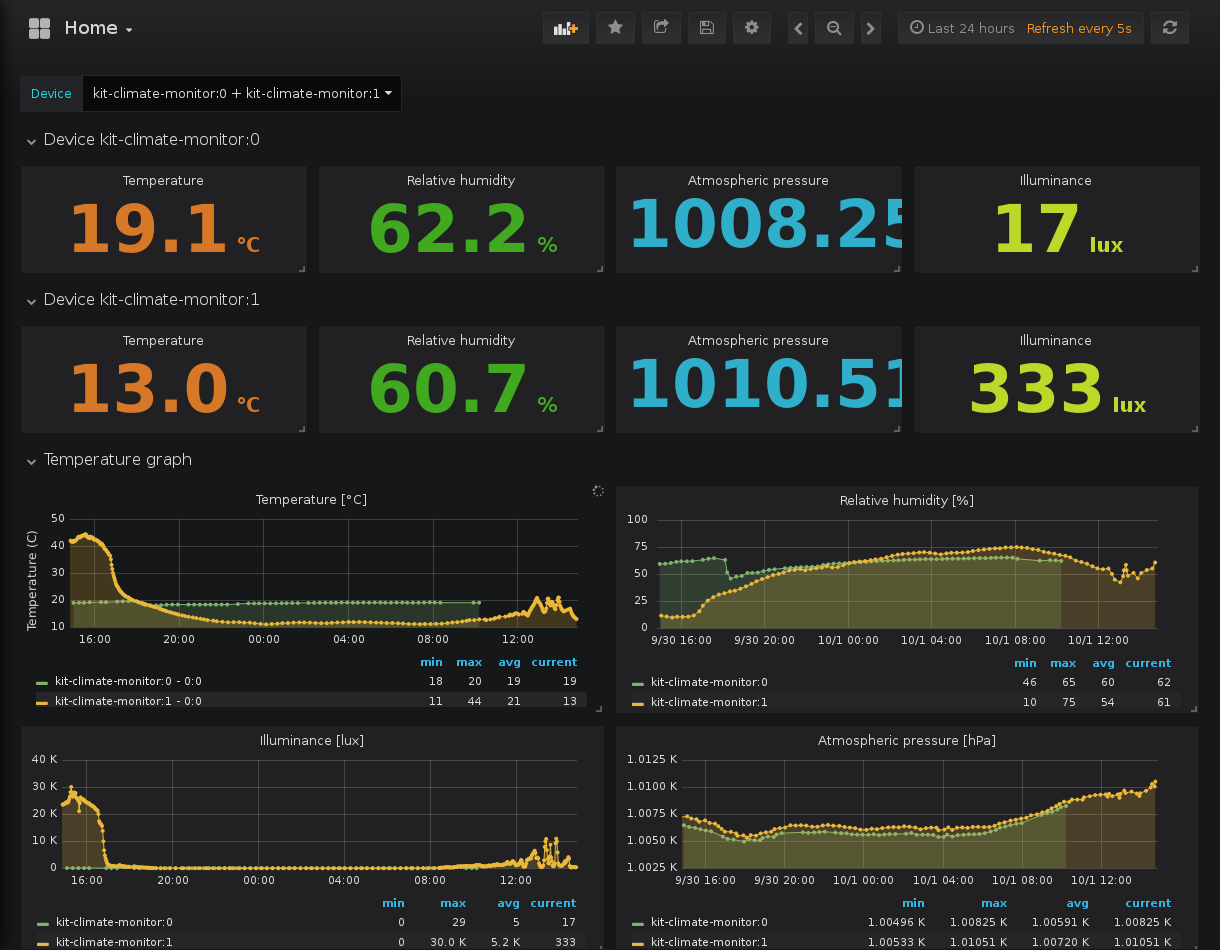 Home
Last 24 hours Refresh every 5s
Device kit-climate-monitor:0 + kit-climate-monitor:1
Device kit-climate-monitor:0
Temperature Relative humidity Atmospheric pressure Illuminance
19.1 °C 62.2 % 1008.25 17 lux
Device kit-climate-monitor:1
Temperature Relative humidity Atmospheric pressure Illuminance
13.0 °C 60.7 % 1010.51 333 lux
Temperature graph
Temperature [°C]
Temperature (C)
50
40
30
20
10
16:00 20:00 00:00 04:00 08:00 12:00
min max avg current
kit-climate-monitor:0 - 0:0 18 20 19 19
kit-climate-monitor:1 - 0:0 11 44 21 13
Relative humidity [%]
100
75
50
25
0
9/30 16:00 9/30 20:00 10/1 00:00 10/1 04:00 10/1 08:00 10/1 12:00
min max avg current
kit-climate-monitor:0 46 65 60 62
kit-climate-monitor:1 10 75 54 61
Illuminance [lux]
40 K
30 K
20 K
10 K
0
16:00 20:00 00:00 04:00 08:00 12:00
min max avg current
kit-climate-monitor:0 0 29 5 17
kit-climate-monitor:1 0 30.0 K 5.2 K 333
Atmospheric pressure [hPa]
1.0125 K
1.0100 K
1.0075 K
1.0050 K
1.0025 K
9/30 16:00 9/30 20:00 10/1 00:00 10/1 04:00 10/1 08:00 10/1 12:00
min max avg current
kit-climate-monitor:0 1.00496 K 1.00825 K 1.00591 K 1.00825 K
kit-climate-monitor:1 1.00533 K 1.01051 K 1.00720 K 1.01051 K